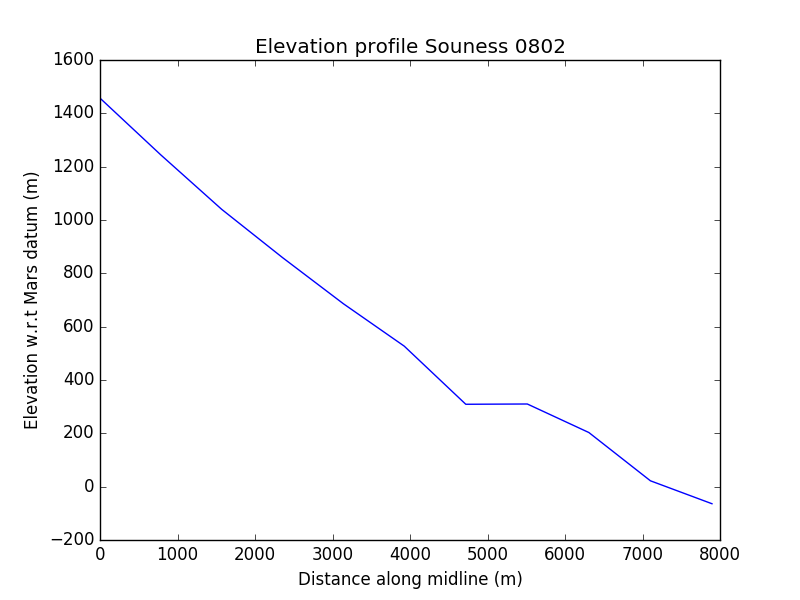 Elevation profile Souness 0802
1600
1400
1200
1000
800
600
400
200
0
−200
0 1000 2000 3000 4000 5000 6000 7000 8000
Elevation w.r.t Mars datum (m)
Distance along midline (m)